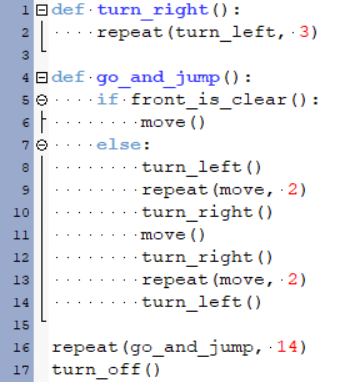 1 def turn_right():
2     repeat(turn_left, 3)
3
4 def go_and_jump():
5     if front_is_clear():
6         move()
7     else:
8         turn_left()
9         repeat(move, 2)
10         turn_right()
11         move()
12         turn_right()
13         repeat(move, 2)
14         turn_left()
15
16 repeat(go_and_jump, 14)
17 turn_off()